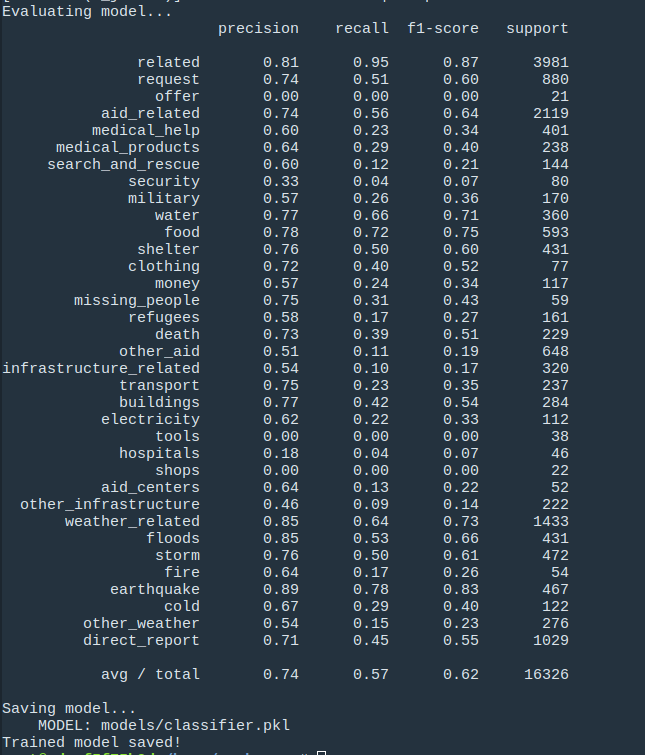 Evaluating model...
precision recall f1-score support
related 0.81 0.95 0.87 3981
request 0.74 0.51 0.60 880
offer 0.00 0.00 0.00 21
aid_related 0.74 0.56 0.64 2119
medical_help 0.60 0.23 0.34 401
medical_products 0.64 0.29 0.40 238
search_and_rescue 0.60 0.12 0.21 144
security 0.33 0.04 0.07 80
military 0.57 0.26 0.36 170
water 0.77 0.66 0.71 360
food 0.78 0.72 0.75 593
shelter 0.76 0.50 0.60 431
clothing 0.72 0.40 0.52 77
money 0.57 0.24 0.34 117
missing_people 0.75 0.31 0.43 59
refugees 0.58 0.17 0.27 161
death 0.73 0.39 0.51 229
other_aid 0.51 0.11 0.19 648
infrastructure_related 0.54 0.10 0.17 320
transport 0.75 0.23 0.35 237
buildings 0.77 0.42 0.54 284
electricity 0.62 0.22 0.33 112
tools 0.00 0.00 0.00 38
hospitals 0.18 0.04 0.07 46
shops 0.00 0.00 0.00 22
aid_centers 0.64 0.13 0.22 52
other_infrastructure 0.46 0.09 0.14 222
weather_related 0.85 0.64 0.73 1433
floods 0.85 0.53 0.66 431
storm 0.76 0.50 0.61 472
fire 0.64 0.17 0.26 54
earthquake 0.89 0.78 0.83 467
cold 0.67 0.29 0.40 122
other_weather 0.54 0.15 0.23 276
direct_report 0.71 0.45 0.55 1029
avg / total 0.74 0.57 0.62 16326
Saving model...
MODEL: models/classifier.pkl
Trained model saved!